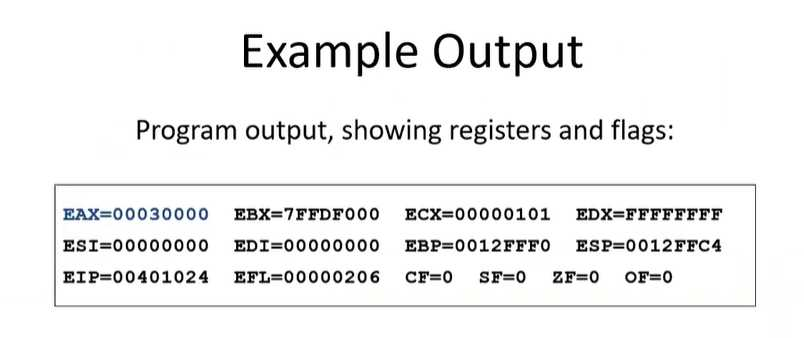 Example Output
Program output, showing registers and flags:
EAX=00030000 EBX=7FFDF000 ECX=00000101 EDX=FFFFFFFF
ESI=00000000 EDI=00000000 EBP=0012FFF0 ESP=0012FFC4
EIP=00401024 EFL=00000206 CF=0 SF=0 ZF=0 OF=0